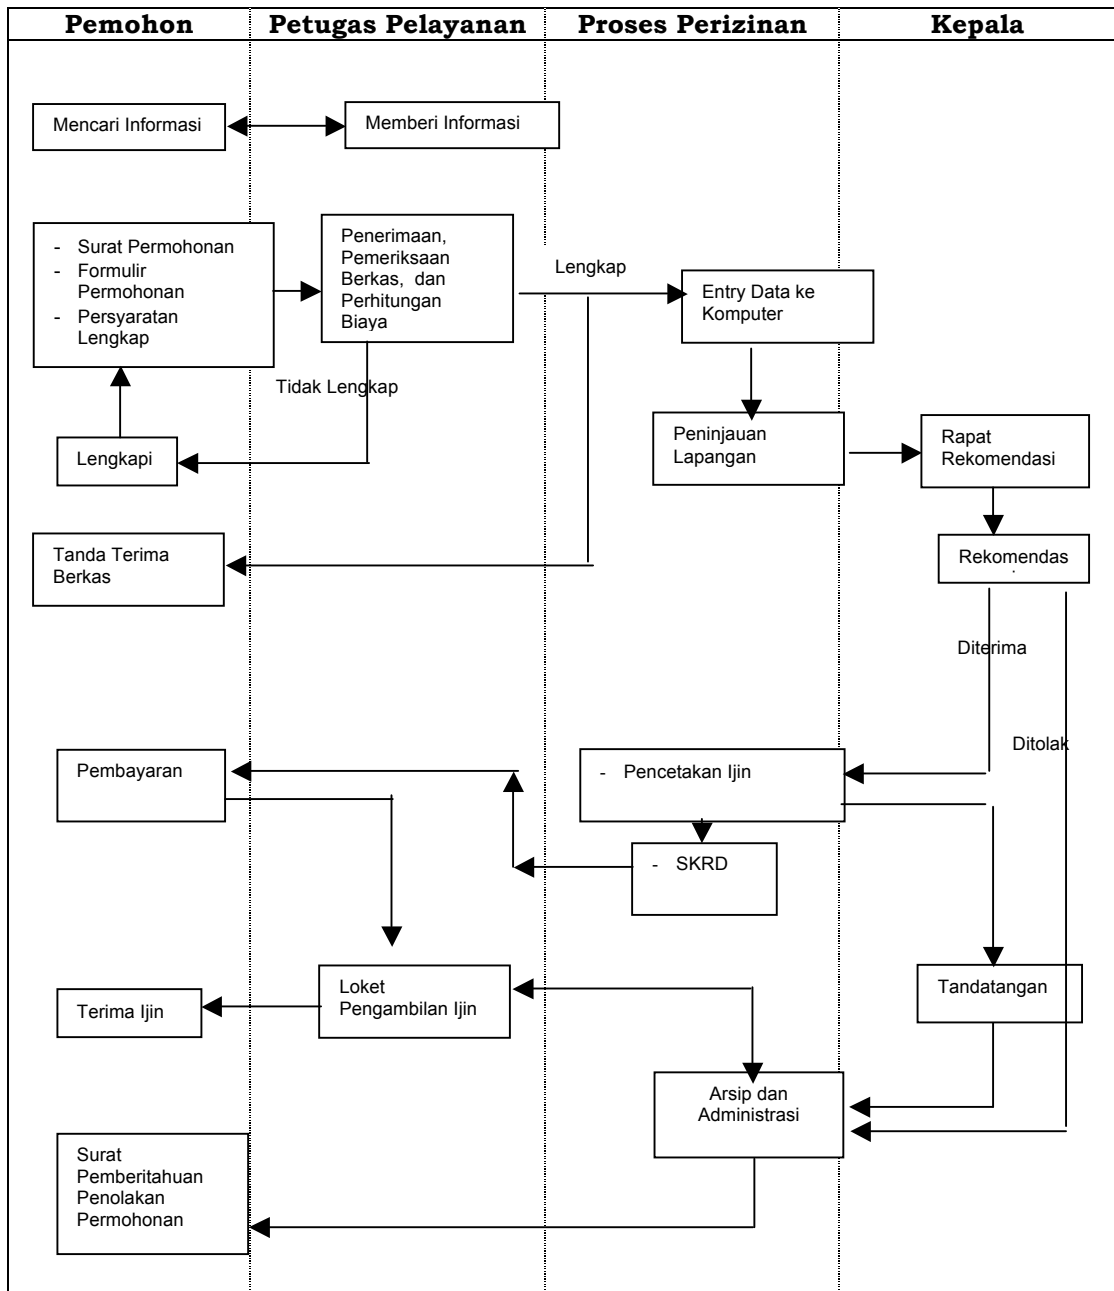 Pemohon
Petugas Pelayanan
Proses Perizinan
Kepala
Mencari Informasi
Memberi Informasi
- Surat Permohonan
- Formulir
Permohonan
- Persyaratan
Lengkap
Penerimaan,
Pemeriksaan
Berkas, dan
Perhitungan
Biaya
Lengkap
Entry Data ke
Komputer
Tidak Lengkap
Lengkapi
Peninjauan
Lapangan
Rapat
Rekomendasi
Tanda Terima
Berkas
Rekomendas
Diterima
Ditolak
Pembayaran
- Pencetakan Ijin
- SKRD
Terima Ijin
Loket
Pengambilan Ijin
Tandatangan
Arsip dan
Administrasi
Surat
Pemberitahuan
Penolakan
Permohonan